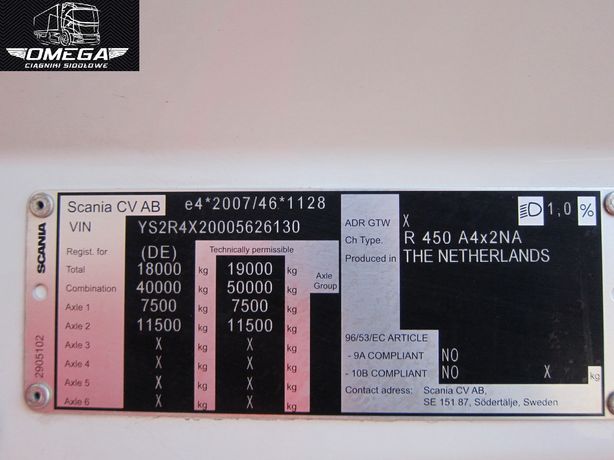 OMEGA
CIĄGNIKI SIODŁOWE
Scania CV AB e4*2007/46*1128
VIN YS2R4X20005626130
Regist. for (DE) Technically permissible
Total 18000 kg 19000 kg Axle Group
Combination 40000 kg 50000 kg
Axle 1 7500 kg 7500 kg
Axle 2 11500 kg 11500 kg
Axle 3 X kg X kg
Axle 4 X kg X kg
Axle 5 X kg X kg
Axle 6 X kg X kg
SCANIA
2905102
1,0 %
ADR GTW X
Ch Type. R 450 A4x2NA
Produced in THE NETHERLANDS
96/53/EC ARTICLE
- 9A COMPLIANT NO
- 10B COMPLIANT NO X kg
Contact adress: Scania CV AB,
SE 151 87, Södertälje, Sweden